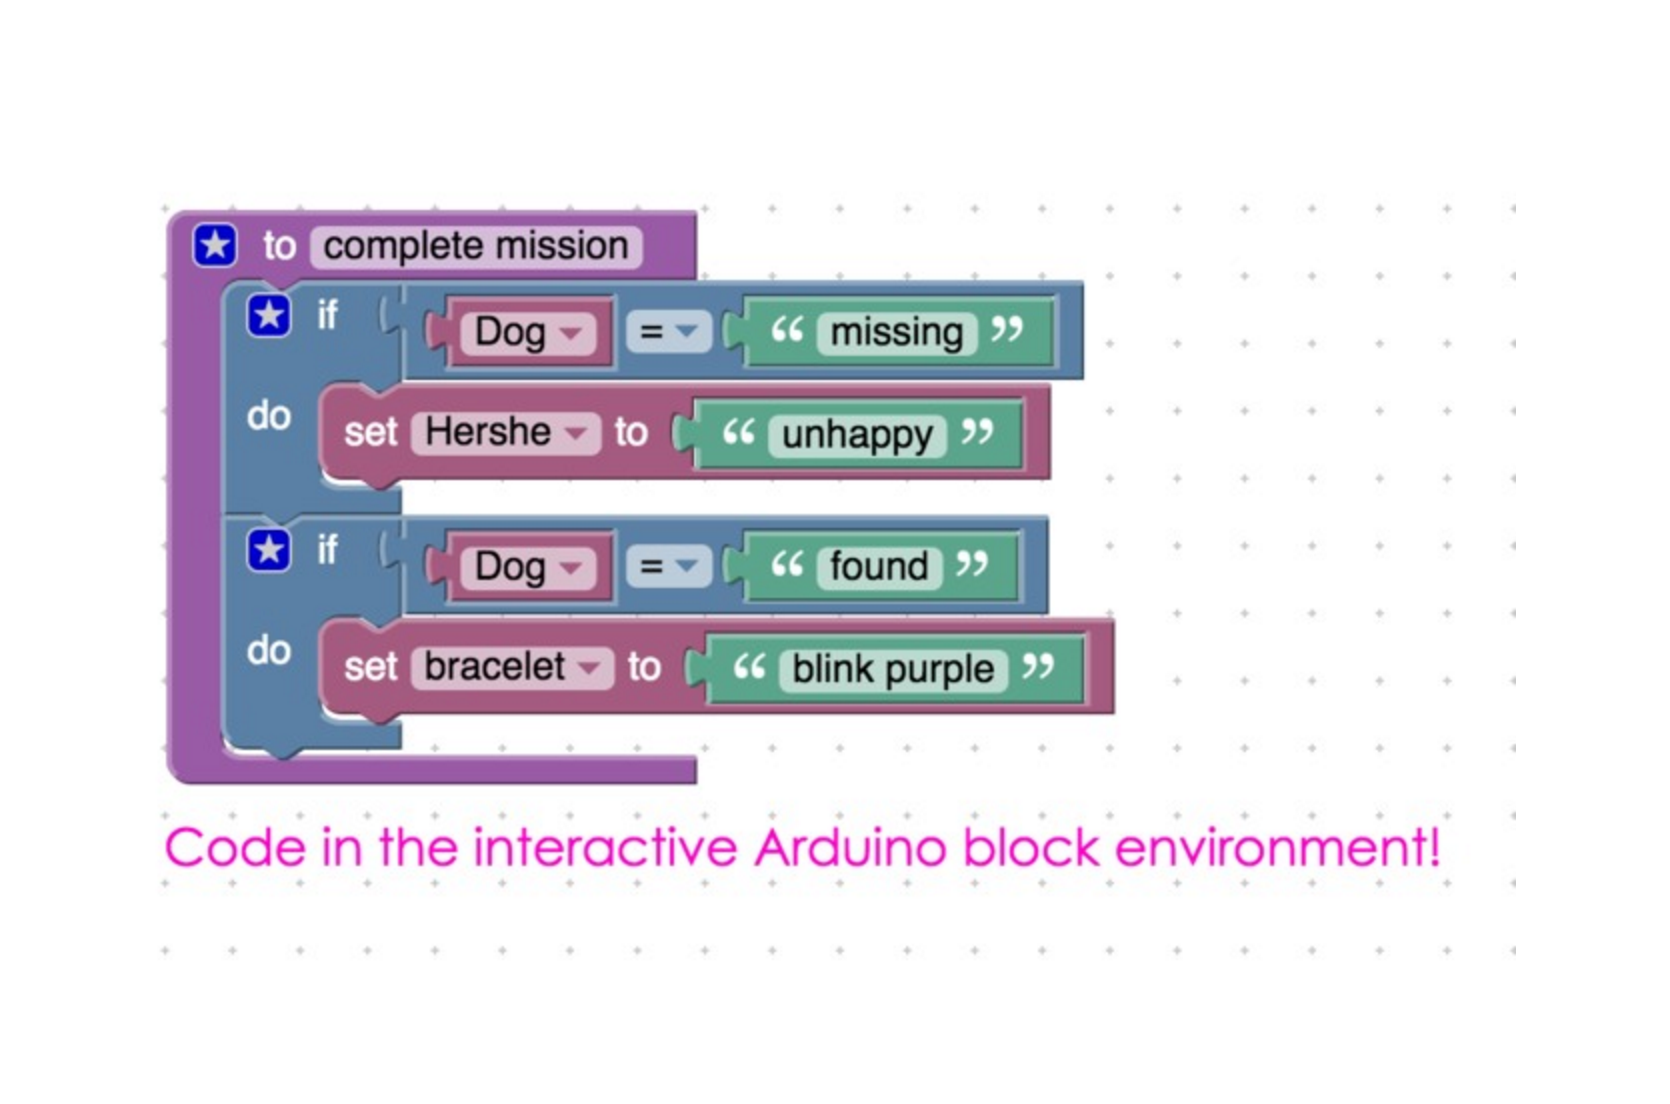 to complete mission
if Dog = “ missing ”
do set Hershe to “ unhappy ”
if Dog = “ found ”
do set bracelet to “ blink purple ”
Code in the interactive Arduino block environment!